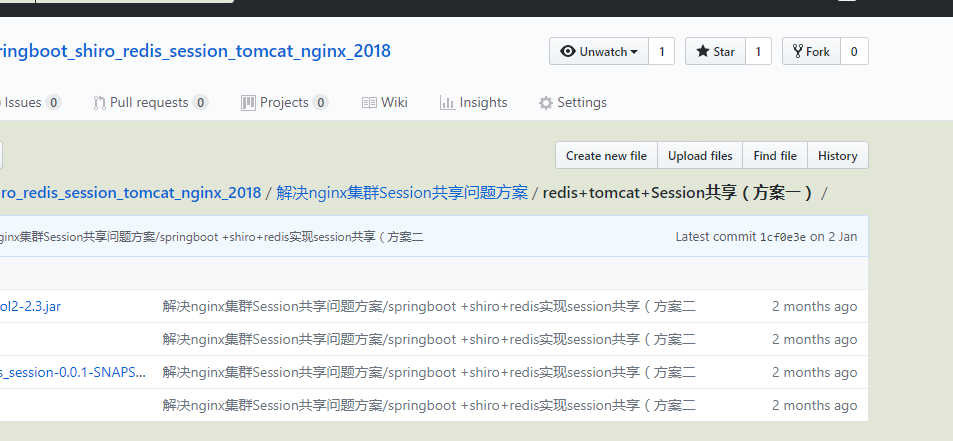 ringboot_shiro_redis_session_tomcat_nginx_2018 Unwatch 1 Star 1 Fork 0
Issues 0 Pull requests 0 Projects 0 Wiki Insights Settings
Create new file Upload files Find file History
ro_redis_session_tomcat_nginx_2018 / 解决nginx集群Session共享问题方案 / redis+tomcat+Session共享（方案一） /
ginx集群Session共享问题方案/springboot +shiro+redis实现session共享（方案二 Latest commit 1cf0e3e on 2 Jan
ol2-2.3.jar 解决nginx集群Session共享问题方案/springboot +shiro+redis实现session共享（方案二 2 months ago
解决nginx集群Session共享问题方案/springboot +shiro+redis实现session共享（方案二 2 months ago
s_session-0.0.1-SNAPS... 解决nginx集群Session共享问题方案/springboot +shiro+redis实现session共享（方案二 2 months ago
解决nginx集群Session共享问题方案/springboot +shiro+redis实现session共享（方案二 2 months ago